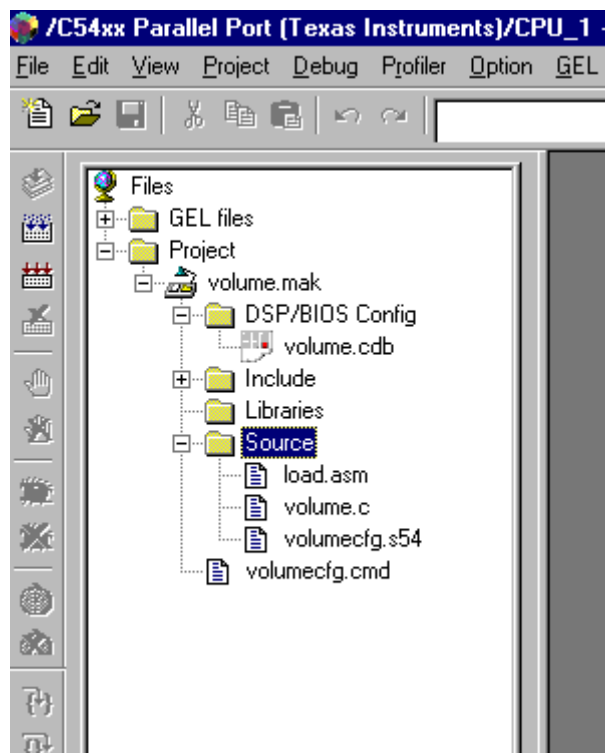 /C54xx Parallel Port (Texas Instruments)/CPU_1 -
File Edit View Project Debug Profiler Option GEL
Files
GEL files
Project
volume.mak
DSP/BIOS Config
volume.cdb
Include
Libraries
Source
load.asm
volume.c
volumecfg.s54
volumecfg.cmd